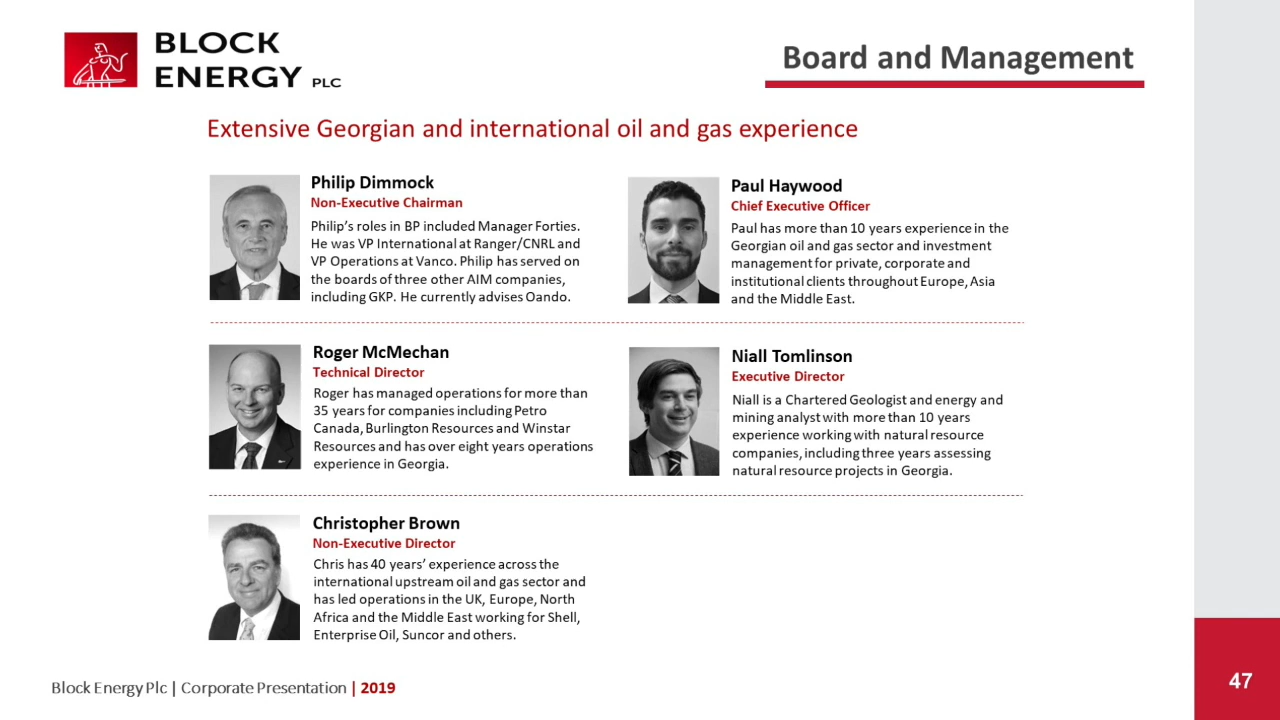 BLOCK
ENERGY PLC
Board and Management
Extensive Georgian and international oil and gas experience
Philip Dimmock
Non-Executive Chairman
Philip’s roles in BP included Manager Forties.
He was VP International at Ranger/CNRL and
VP Operations at Vanco. Philip has served on
the boards of three other AIM companies,
including GKP. He currently advises Oando.
Paul Haywood
Chief Executive Officer
Paul has more than 10 years experience in the
Georgian oil and gas sector and investment
management for private, corporate and
institutional clients throughout Europe, Asia
and the Middle East.
Roger McMechan
Technical Director
Roger has managed operations for more than
35 years for companies including Petro
Canada, Burlington Resources and Winstar
Resources and has over eight years operations
experience in Georgia.
Niall Tomlinson
Executive Director
Niall is a Chartered Geologist and energy and
mining analyst with more than 10 years
experience working with natural resource
companies, including three years assessing
natural resource projects in Georgia.
Christopher Brown
Non-Executive Director
Chris has 40 years’ experience across the
international upstream oil and gas sector and
has led operations in the UK, Europe, North
Africa and the Middle East working for Shell,
Enterprise Oil, Suncor and others.
Block Energy Plc | Corporate Presentation | 2019
47